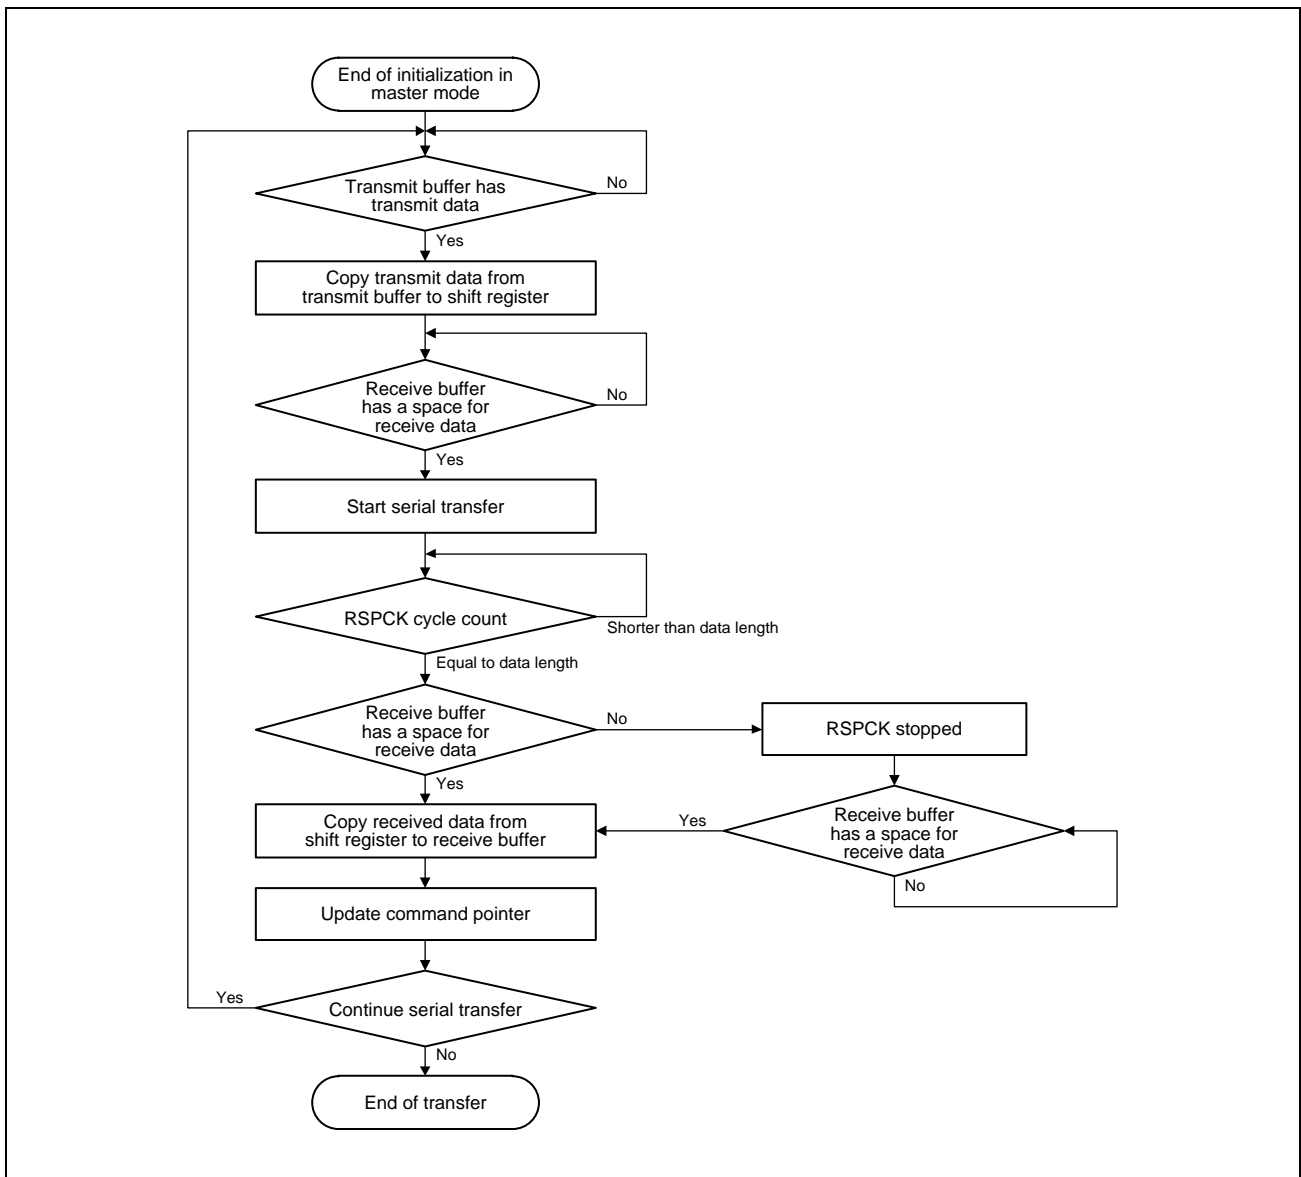 End of initialization in
master mode
Transmit buffer has
transmit data
No
Yes
Copy transmit data from
transmit buffer to shift register
Receive buffer
has a space for
receive data
No
Yes
Start serial transfer
RSPCK cycle count
Shorter than data length
Equal to data length
Receive buffer
has a space for
receive data
No
RSPCK stopped
Yes
Copy received data from
shift register to receive buffer
Yes
Receive buffer
has a space for
receive data
No
Update command pointer
Yes
Continue serial transfer
No
End of transfer